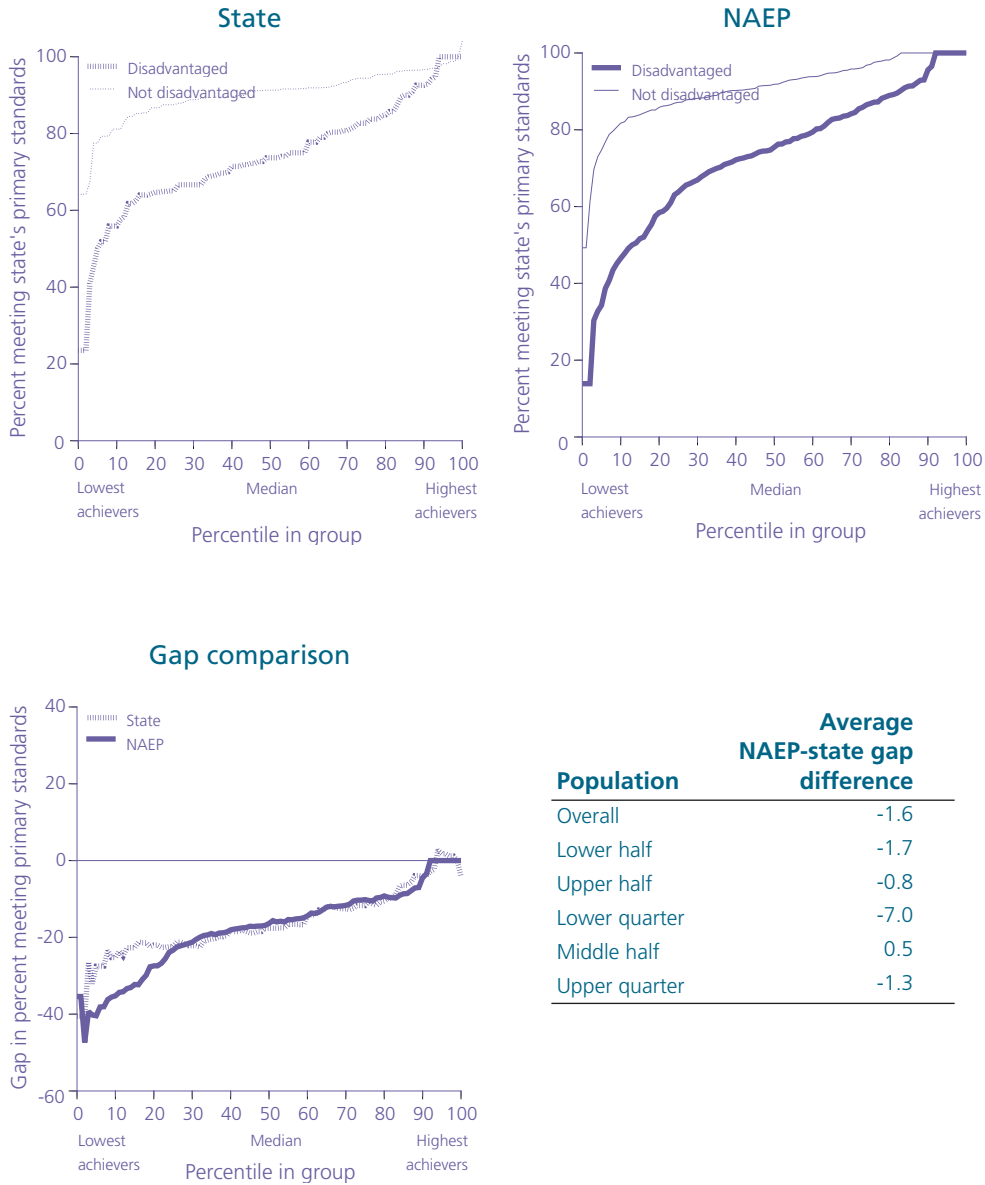 State
Percent meeting state's primary standards
100
80
60
40
20
0
Disadvantaged
Not disadvantaged
0 10 20 30 40 50 60 70 80 90 100
Lowest achievers
Median
Highest achievers
Percentile in group
NAEP
Percent meeting state's primary standards
100
80
60
40
20
0
Disadvantaged
Not disadvantaged
0 10 20 30 40 50 60 70 80 90 100
Lowest achievers
Median
Highest achievers
Percentile in group
Gap comparison
Gap in percent meeting primary standards
40
20
0
-20
-40
-60
State
NAEP
0 10 20 30 40 50 60 70 80 90 100
Lowest achievers
Median
Highest achievers
Percentile in group
Population Average NAEP-state gap difference
Overall -1.6
Lower half -1.7
Upper half -0.8
Lower quarter -7.0
Middle half 0.5
Upper quarter -1.3